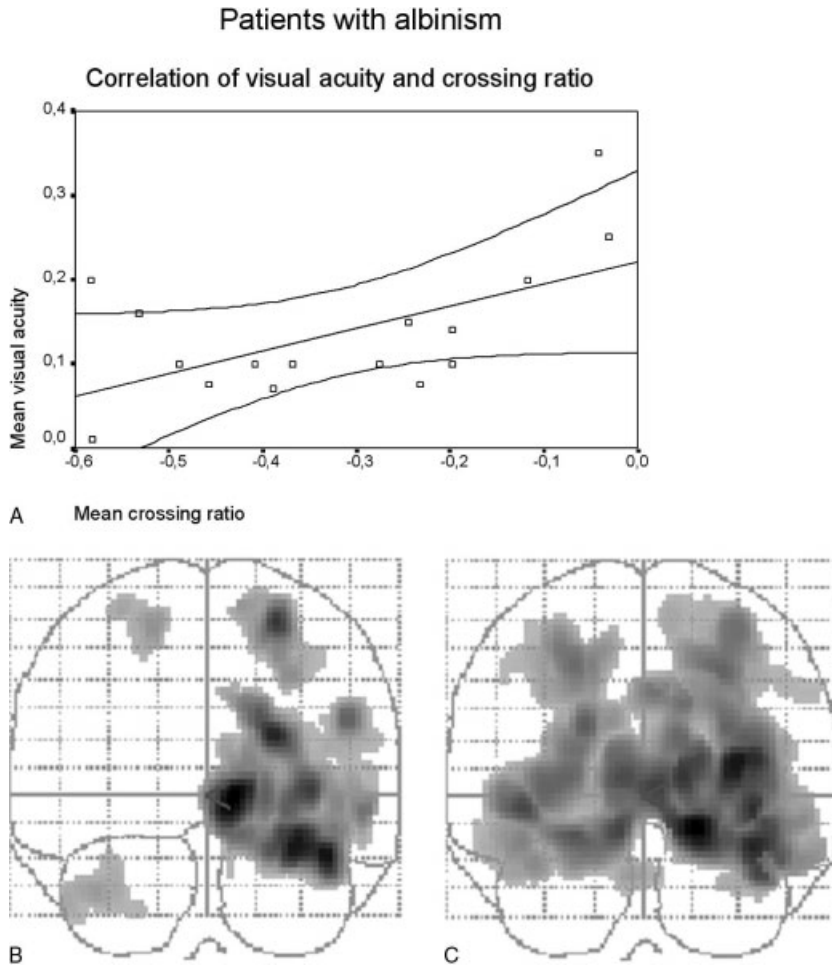 Patients with albinism
Correlation of visual acuity and crossing ratio
Mean visual acuity
0,4
0,3
0,2
0,1
0,0
-0,6 -0,5 -0,4 -0,3 -0,2 -0,1 0,0
A Mean crossing ratio
B C